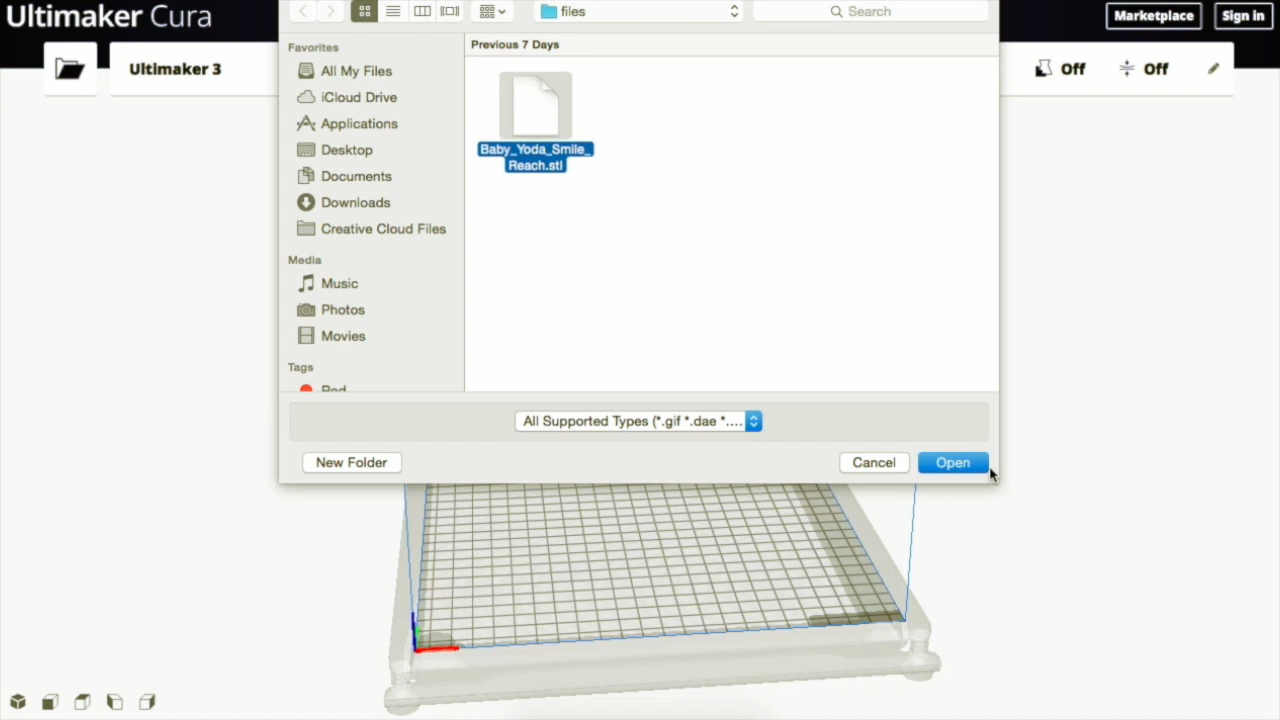 Ultimaker Cura
files
Search
Marketplace
Sign in
Ultimaker 3
Off
Off
Favorites
All My Files
iCloud Drive
Applications
Desktop
Documents
Downloads
Creative Cloud Files
Media
Music
Photos
Movies
Tags
Red
Previous 7 Days
Baby_Yoda_Smile_
Reach.stl
All Supported Types (*.gif *.dae *....
New Folder
Cancel
Open